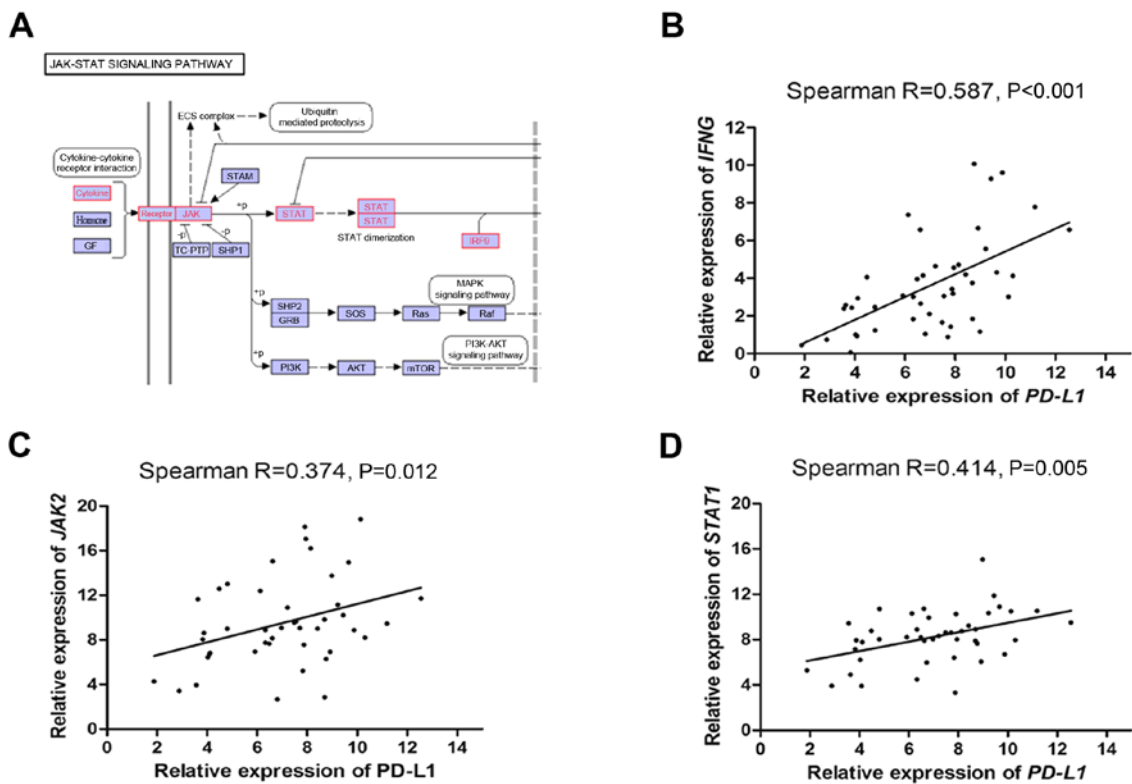 A
JAK-STAT SIGNALING PATHWAY
ECS complex
Ubiquitin
mediated proteolysis
Cytokine-cytokine
receptor interaction
STAM
Cytokine
Hormone
GF
Receptor
JAK
+p
STAT
STAT
STAT
STAT dimerization
IRF9
-p
-p
TC-PTP
SHP1
+p
SHP2
GRB
SOS
Ras
Raf
MAPK
signaling pathway
+p
PI3K
AKT
mTOR
PI3K-AKT
signaling pathway
B
Spearman R=0.587, P<0.001
Relative expression of IFNG
12
10
8
6
4
2
0
0 2 4 6 8 10 12 14
Relative expression of PD-L1
C
Spearman R=0.374, P=0.012
Relative expression of JAK2
20
16
12
8
4
0
0 2 4 6 8 10 12 14
Relative expression of PD-L1
D
Spearman R=0.414, P=0.005
Relative expression of STAT1
20
16
12
8
4
0
0 2 4 6 8 10 12 14
Relative expression of PD-L1